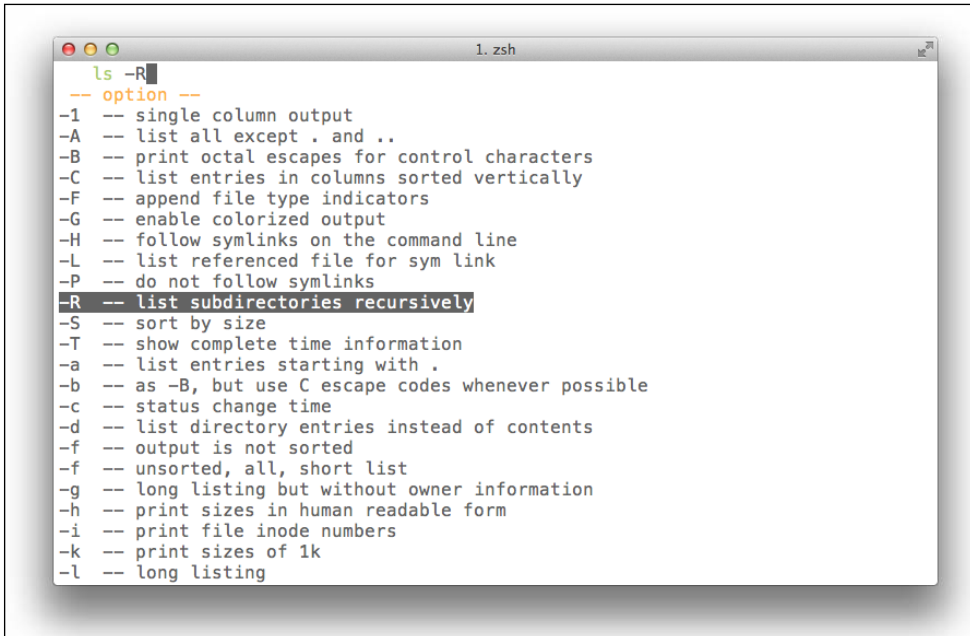 1. zsh
ls -R
-- option --
-1 -- single column output
-A -- list all except . and ..
-B -- print octal escapes for control characters
-C -- list entries in columns sorted vertically
-F -- append file type indicators
-G -- enable colorized output
-H -- follow symlinks on the command line
-L -- list referenced file for sym link
-P -- do not follow symlinks
-R -- list subdirectories recursively
-S -- sort by size
-T -- show complete time information
-a -- list entries starting with .
-b -- as -B, but use C escape codes whenever possible
-c -- status change time
-d -- list directory entries instead of contents
-f -- output is not sorted
-f -- unsorted, all, short list
-g -- long listing but without owner information
-h -- print sizes in human readable form
-i -- print file inode numbers
-k -- print sizes of 1k
-l -- long listing